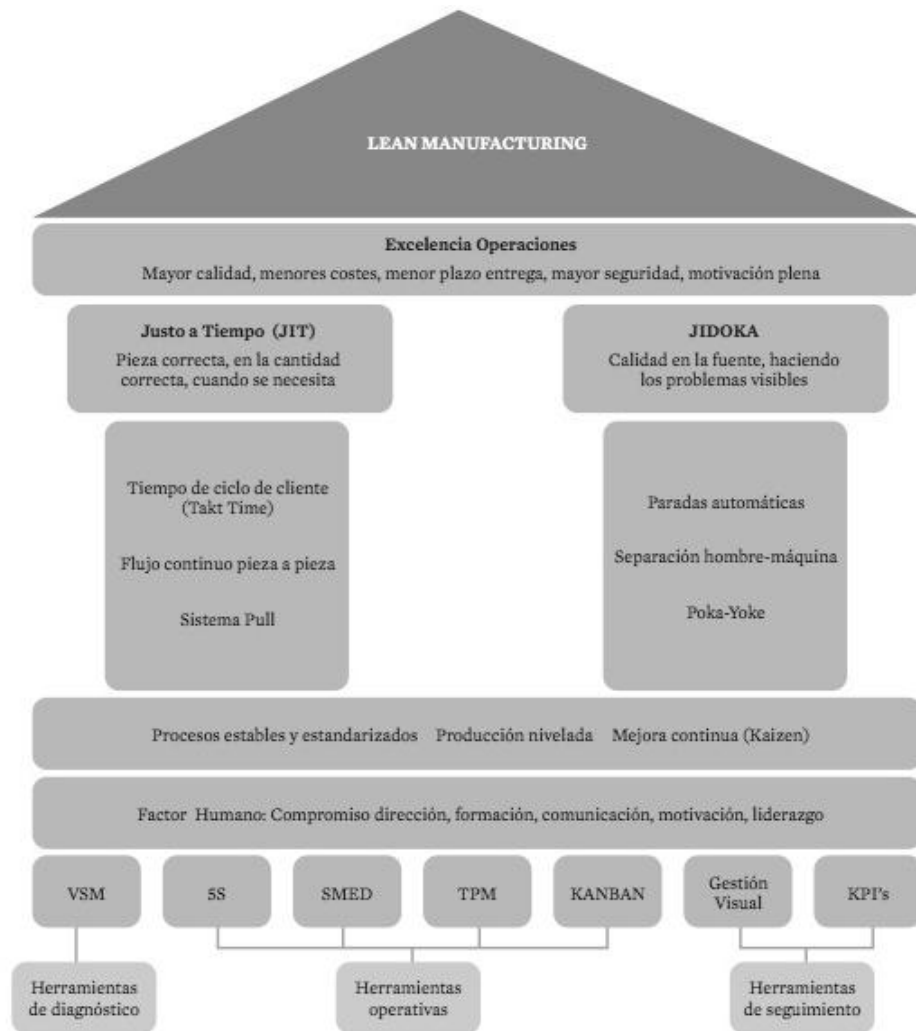 LEAN MANUFACTURING
Excelencia Operaciones
Mayor calidad, menores costes, menor plazo entrega, mayor seguridad, motivación plena
Justo a Tiempo (JIT)
Pieza correcta, en la cantidad
correcta, cuando se necesita
JIDOKA
Calidad en la fuente, haciendo
los problemas visibles
Tiempo de ciclo de cliente
(Takt Time)
Flujo continuo pieza a pieza
Sistema Pull
Paradas automáticas
Separación hombre-máquina
Poka-Yoke
Procesos estables y estandarizados Producción nivelada Mejora continua (Kaizen)
Factor Humano: Compromiso dirección, formación, comunicación, motivación, liderazgo
VSM
5S
SMED
TPM
KANBAN
Gestión
Visual
KPI's
Herramientas
de diagnóstico
Herramientas
operativas
Herramientas
de seguimiento